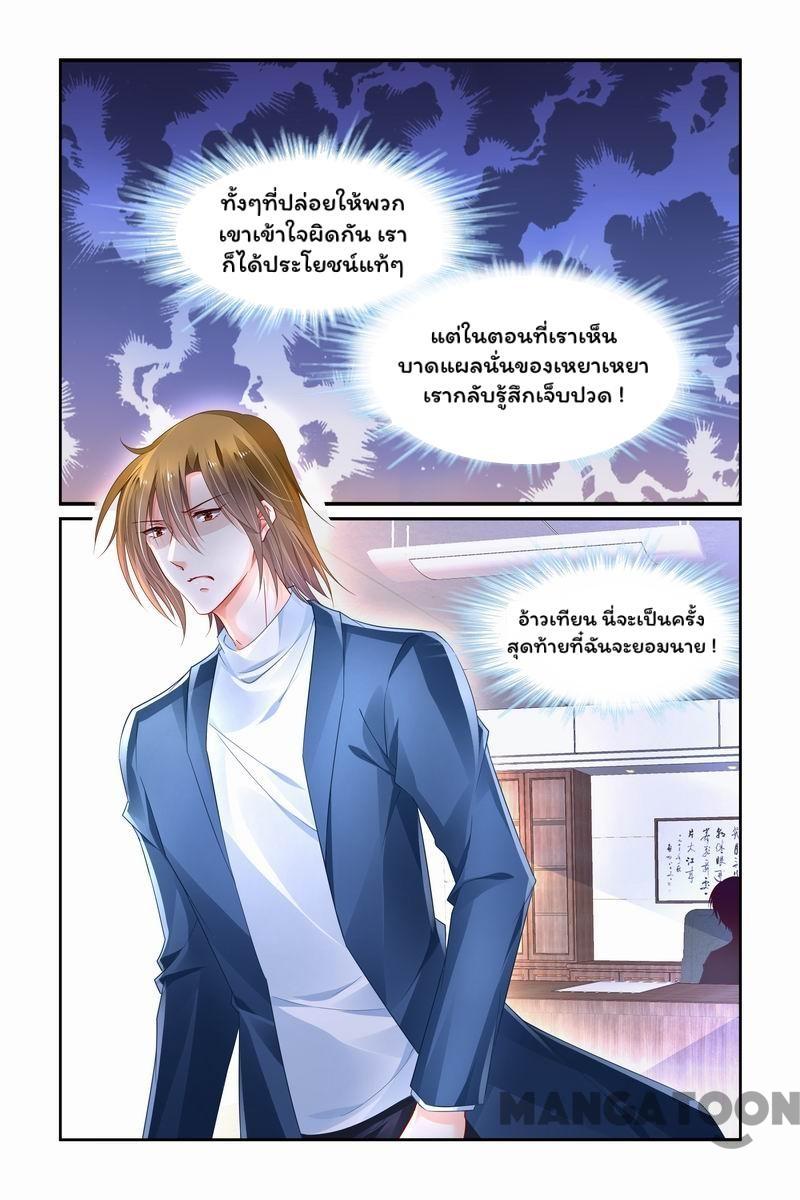 ทั้งๆที่ปล่อยให้พวก
เขาเข้าใจผิดกัน เรา
ก็ได้ประโยชน์แท้ๆ
แต่ในตอนที่เราเห็น
บาดแผลนั่นของเหยาเหยา
เรากลับรู้สึกเจ็บปวด !
อ้าวเทียน นี่จะเป็นครั้ง
สุดท้ายที่ฉันจะยอมนาย !
MANGATOON